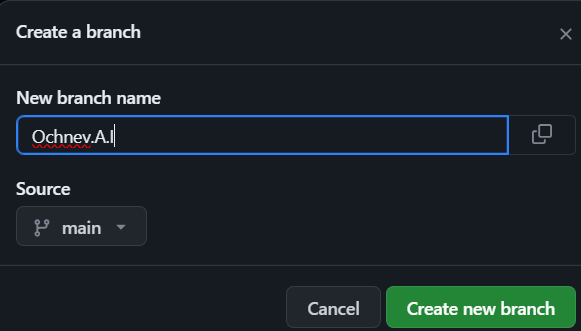 Create a branch
New branch name
Ochnev.A.I
Source
main
Cancel
Create new branch